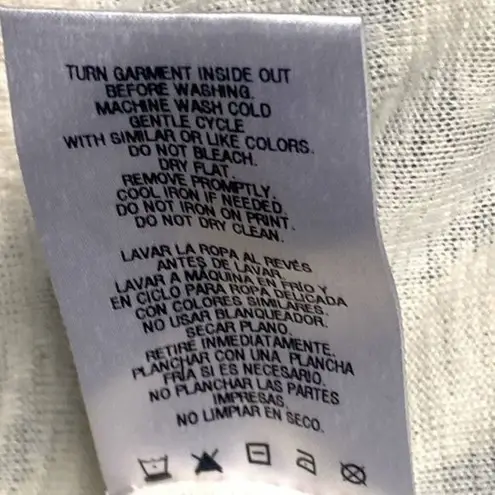 TURN GARMENT INSIDE OUT
BEFORE WASHING.
MACHINE WASH COLD
GENTLE CYCLE
WITH SIMILAR OR LIKE COLORS.
DO NOT BLEACH.
DRY FLAT.
REMOVE PROMPTLY.
COOL IRON IF NEEDED.
DO NOT IRON ON PRINT.
DO NOT DRY CLEAN.
LAVAR LA ROPA AL REVÉS
ANTES DE LAVAR.
LAVAR A MÁQUINA EN FRÍO Y
EN CICLO PARA ROPA DELICADA
CON COLORES SIMILARES.
NO USAR BLANQUEADOR.
SECAR PLANO.
RETIRE INMEDIATAMENTE.
PLANCHAR CON UNA PLANCHA
FRÍA SI ES NECESARIO.
NO PLANCHAR LAS PARTES
IMPRESAS.
NO LIMPIAR EN SECO.